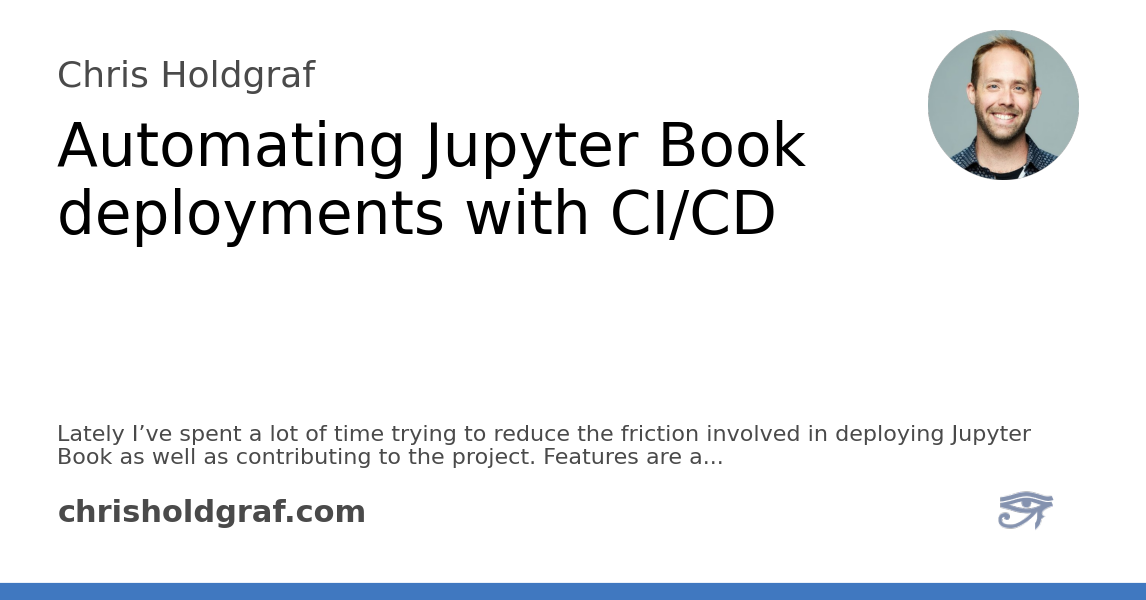 Chris Holdgraf
Automating Jupyter Book
deployments with CI/CD
Lately I’ve spent a lot of time trying to reduce the friction involved in deploying Jupyter
Book as well as contributing to the project. Features are a...
chrisholdgraf.com